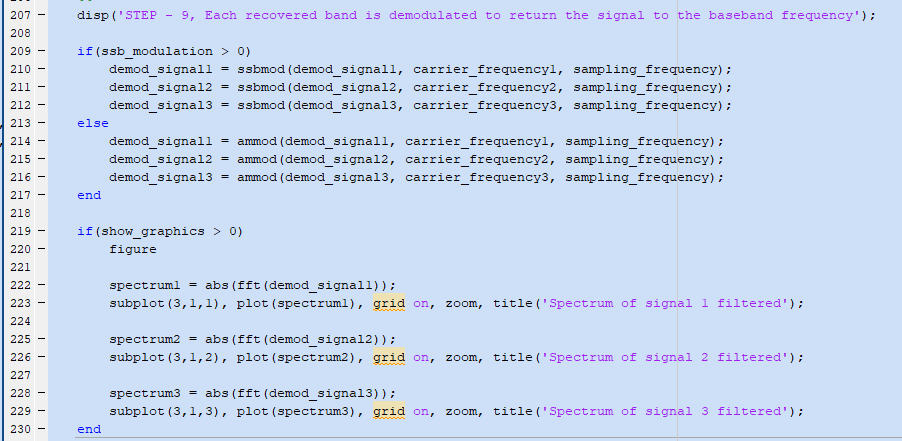 207 – disp('STEP - 9, Each recovered band is demodulated to return the signal to the baseband frequency');
208
209 – if(ssb_modulation > 0)
210 – demod_signal1 = ssbmod(demod_signal1, carrier_frequency1, sampling_frequency);
211 – demod_signal2 = ssbmod(demod_signal2, carrier_frequency2, sampling_frequency);
212 – demod_signal3 = ssbmod(demod_signal3, carrier_frequency3, sampling_frequency);
213 – else
214 – demod_signal1 = ammod(demod_signal1, carrier_frequency1, sampling_frequency);
215 – demod_signal2 = ammod(demod_signal2, carrier_frequency2, sampling_frequency);
216 – demod_signal3 = ammod(demod_signal3, carrier_frequency3, sampling_frequency);
217 – end
218
219 – if(show_graphics > 0)
220 – figure
221
222 – spectrum1 = abs(fft(demod_signal1));
223 – subplot(3,1,1), plot(spectrum1), grid on, zoom, title('Spectrum of signal 1 filtered');
224
225 – spectrum2 = abs(fft(demod_signal2));
226 – subplot(3,1,2), plot(spectrum2), grid on, zoom, title('Spectrum of signal 2 filtered');
227
228 – spectrum3 = abs(fft(demod_signal3));
229 – subplot(3,1,3), plot(spectrum3), grid on, zoom, title('Spectrum of signal 3 filtered');
230 – end